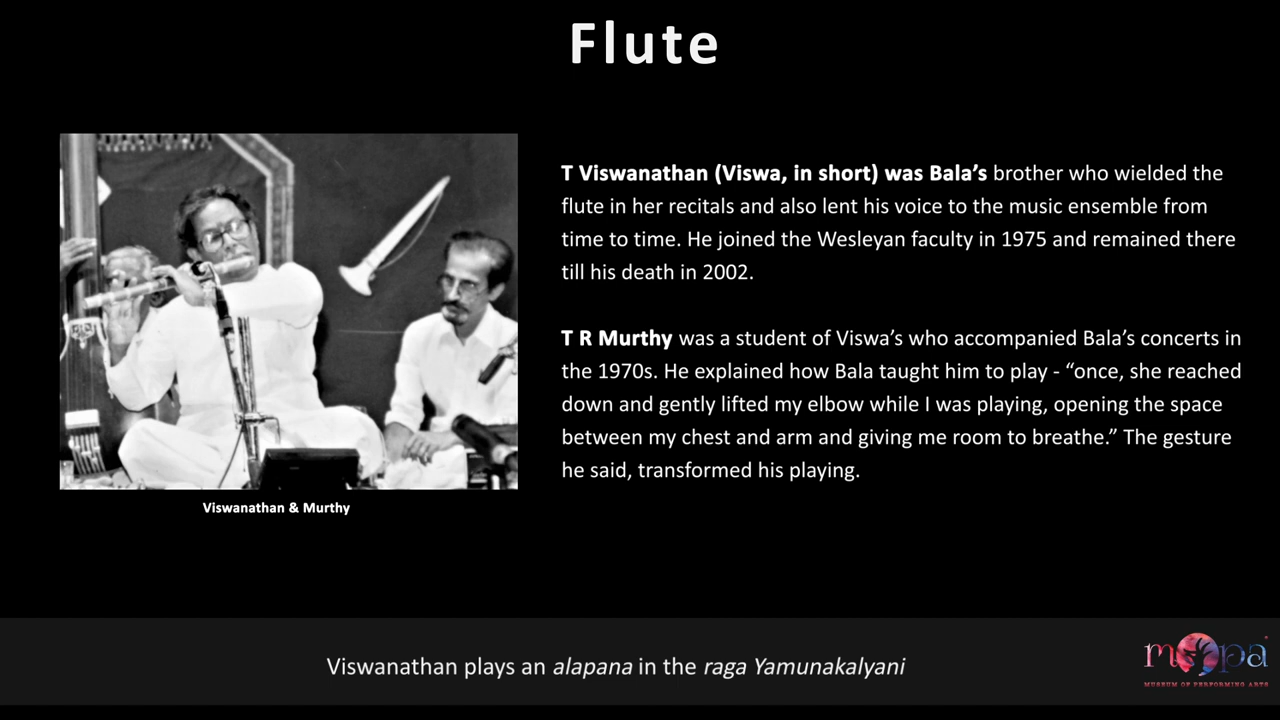 Flute
T Viswanathan (Viswa, in short) was Bala’s brother who wielded the
flute in her recitals and also lent his voice to the music ensemble from
time to time. He joined the Wesleyan faculty in 1975 and remained there
till his death in 2002.
T R Murthy was a student of Viswa’s who accompanied Bala’s concerts in
the 1970s. He explained how Bala taught him to play - “once, she reached
down and gently lifted my elbow while I was playing, opening the space
between my chest and arm and giving me room to breathe.” The gesture
he said, transformed his playing.
Viswanathan & Murthy
Viswanathan plays an alapana in the raga Yamunakalyani
mopa
MUSEUM OF PERFORMING ARTS